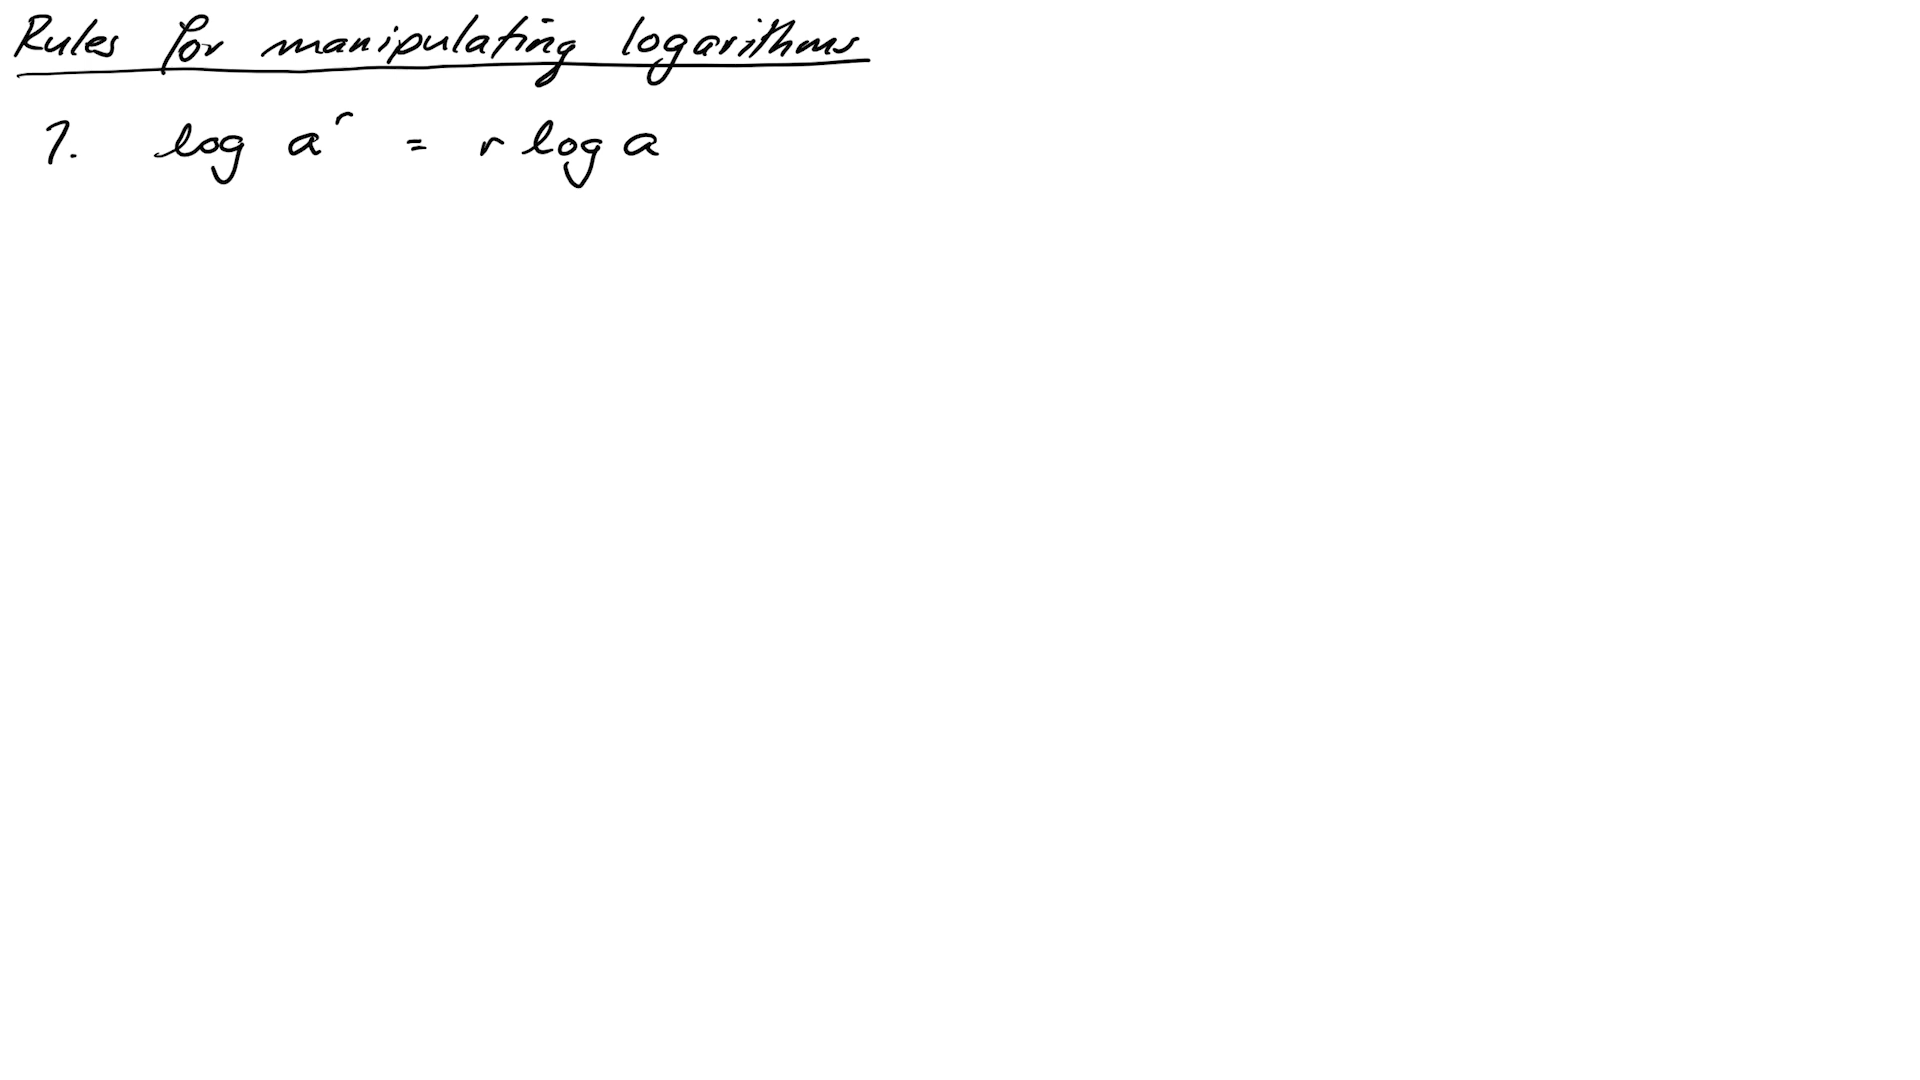 Rules for manipulating logarithms
1. log a^r = r log a